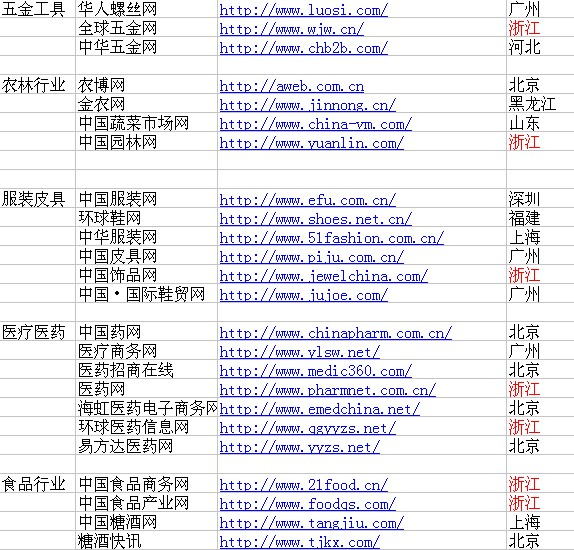 五金工具 华人螺丝网 http://www.luosi.com/ 广州
全球五金网 http://www.wjw.cn/ 浙江
中华五金网 http://www.chb2b.com/ 河北
农林行业 农博网 http://aweb.com.cn 北京
金农网 http://www.jinnong.cn/ 黑龙江
中国蔬菜市场网 http://www.china-vm.com/ 山东
中国园林网 http://www.yuanlin.com/ 浙江
服装皮具 中国服装网 http://www.efu.com.cn/ 深圳
环球鞋网 http://www.shoes.net.cn/ 福建
中华服装网 http://www.51fashion.com.cn/ 上海
中国皮具网 http://www.piju.com.cn/ 广州
中国饰品网 http://www.jewelchina.com/ 浙江
中国·国际鞋贸网 http://www.jujoe.com/ 广州
医疗医药 中国药网 http://www.chinapharm.com.cn/ 北京
医疗商务网 http://www.ylsw.net/ 广州
医药招商在线 http://www.medic360.com/ 北京
医药网 http://www.pharmnet.com.cn/ 浙江
海虹医药电子商务网 http://www.emedchina.net/ 北京
环球医药信息网 http://www.qgyyzs.net/ 浙江
易方达医药网 http://www.yyzs.net/ 北京
食品行业 中国食品商务网 http://www.21food.cn/ 浙江
中国食品产业网 http://www.foodqs.com/ 浙江
中国糖酒网 http://www.tangjiu.com/ 上海
糖酒快讯 http://www.tjkx.com/ 北京